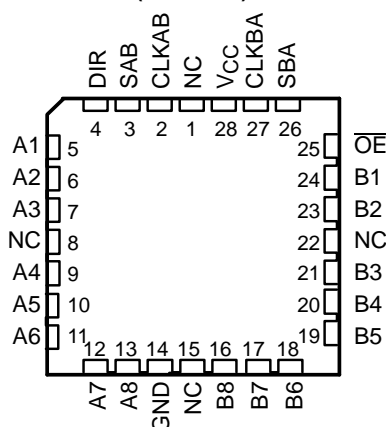 DIR SAB CLKAB NC VCC CLKBA SBA
4 3 2 1 28 27 26
A1 5 25 OE
A2 6 24 B1
A3 7 23 B2
NC 8 22 NC
A4 9 21 B3
A5 10 20 B4
A6 11 19 B5
12 13 14 15 16 17 18
A7 A8 GND NC B8 B7 B6